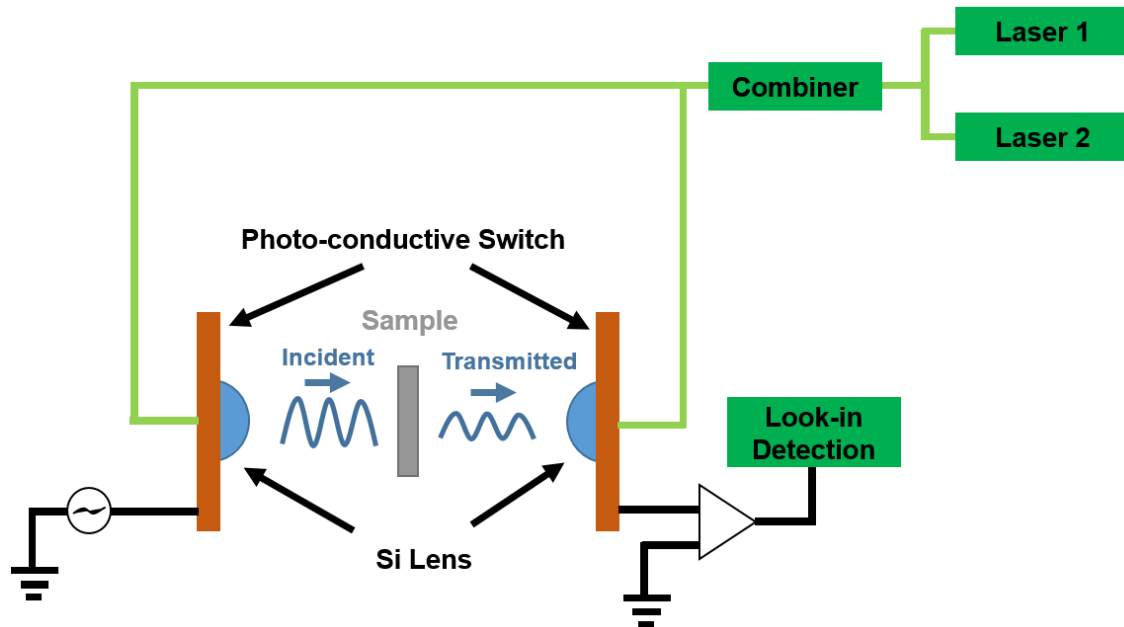 Laser 1
Combiner
Laser 2
Photo-conductive Switch
Sample
Incident
Transmitted
Look-in
Detection
Si Lens